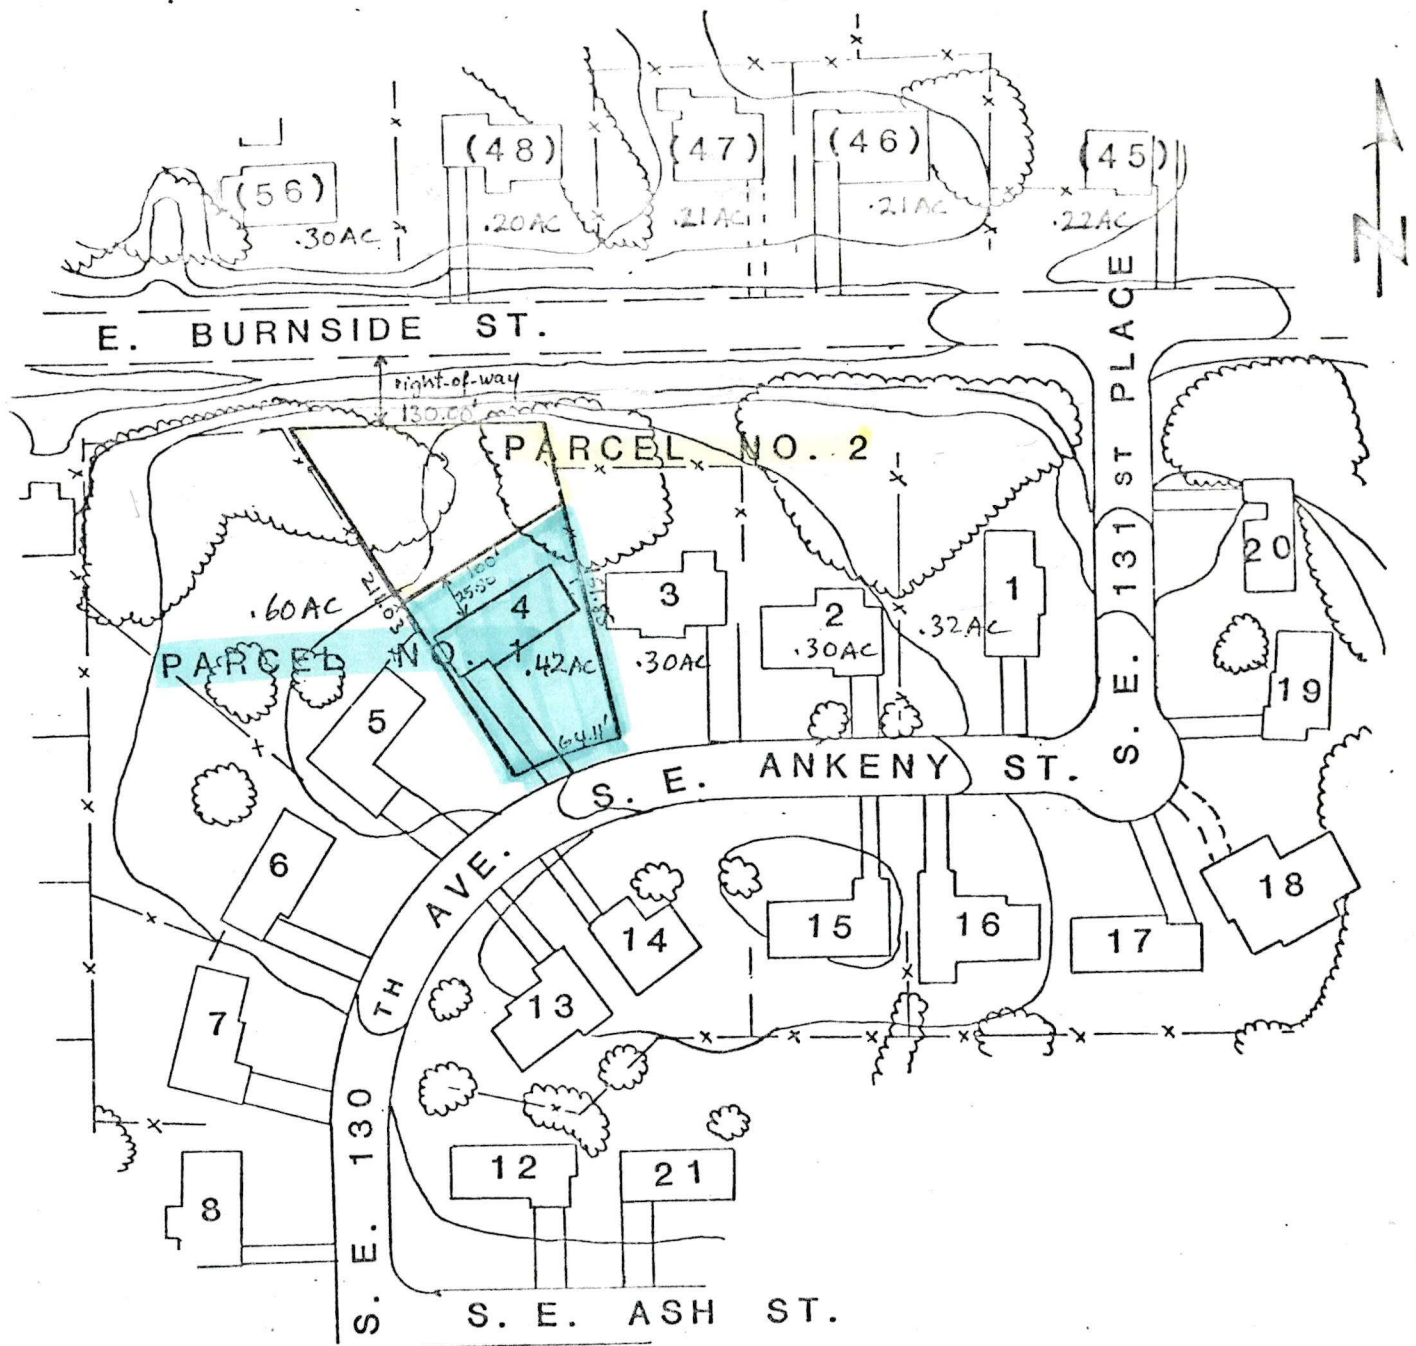 (48)
(47)
(46)
(45)
(56)
.30AC
.20AC
.21AC
.21AC
.22AC
N
E. BURNSIDE ST.
S.E. 131 ST PLACE
right-of-way
130.00'
PARCEL NO. 2
100'
25.50
4
3
2
1
20
.60AC
PARCEL NO. 1
.42AC
.30AC
.30AC
.32AC
19
5
64.11'
S.E. ANKENY ST.
6
S.E. 130 TH AVE.
14
15
16
17
18
13
7
12
21
8
S.E. ASH ST.